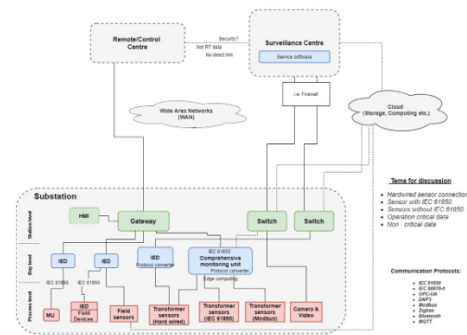 Remote/Control
Centre
Security?
Not RT data
No direct link
Surveillance Centre
Service software
i.e. Firewall
Wide Area Networks
(WAN)
Cloud
(Storage, Computing etc.)
Tema for discussion
Hardwired sensor connection
Sensor with IEC 61850
Sensors without IEC 61850
Operation critical data
Non - critical data
Substation
Station level
HMI
Gateway
Switch
Switch
Bay level
IED
IED
IED
Protocol converter
IEC 61850
Comprehensive
monitoring unit
Protocol converter
Edge computing
IEC 61850
IEC 61850
Process level
MU
IED
Field
Devices
Field
sensors
Transformer
sensors
(Hard wired)
Transformer
sensors
(IEC 61850)
Transformer
sensors
(Modbus)
Camera &
Video
Communication Protocols:
IEC 61850
IEC 60870-5
OPC-UA
DNP3
Modbus
Zigbee
Bluetooth
MQTT